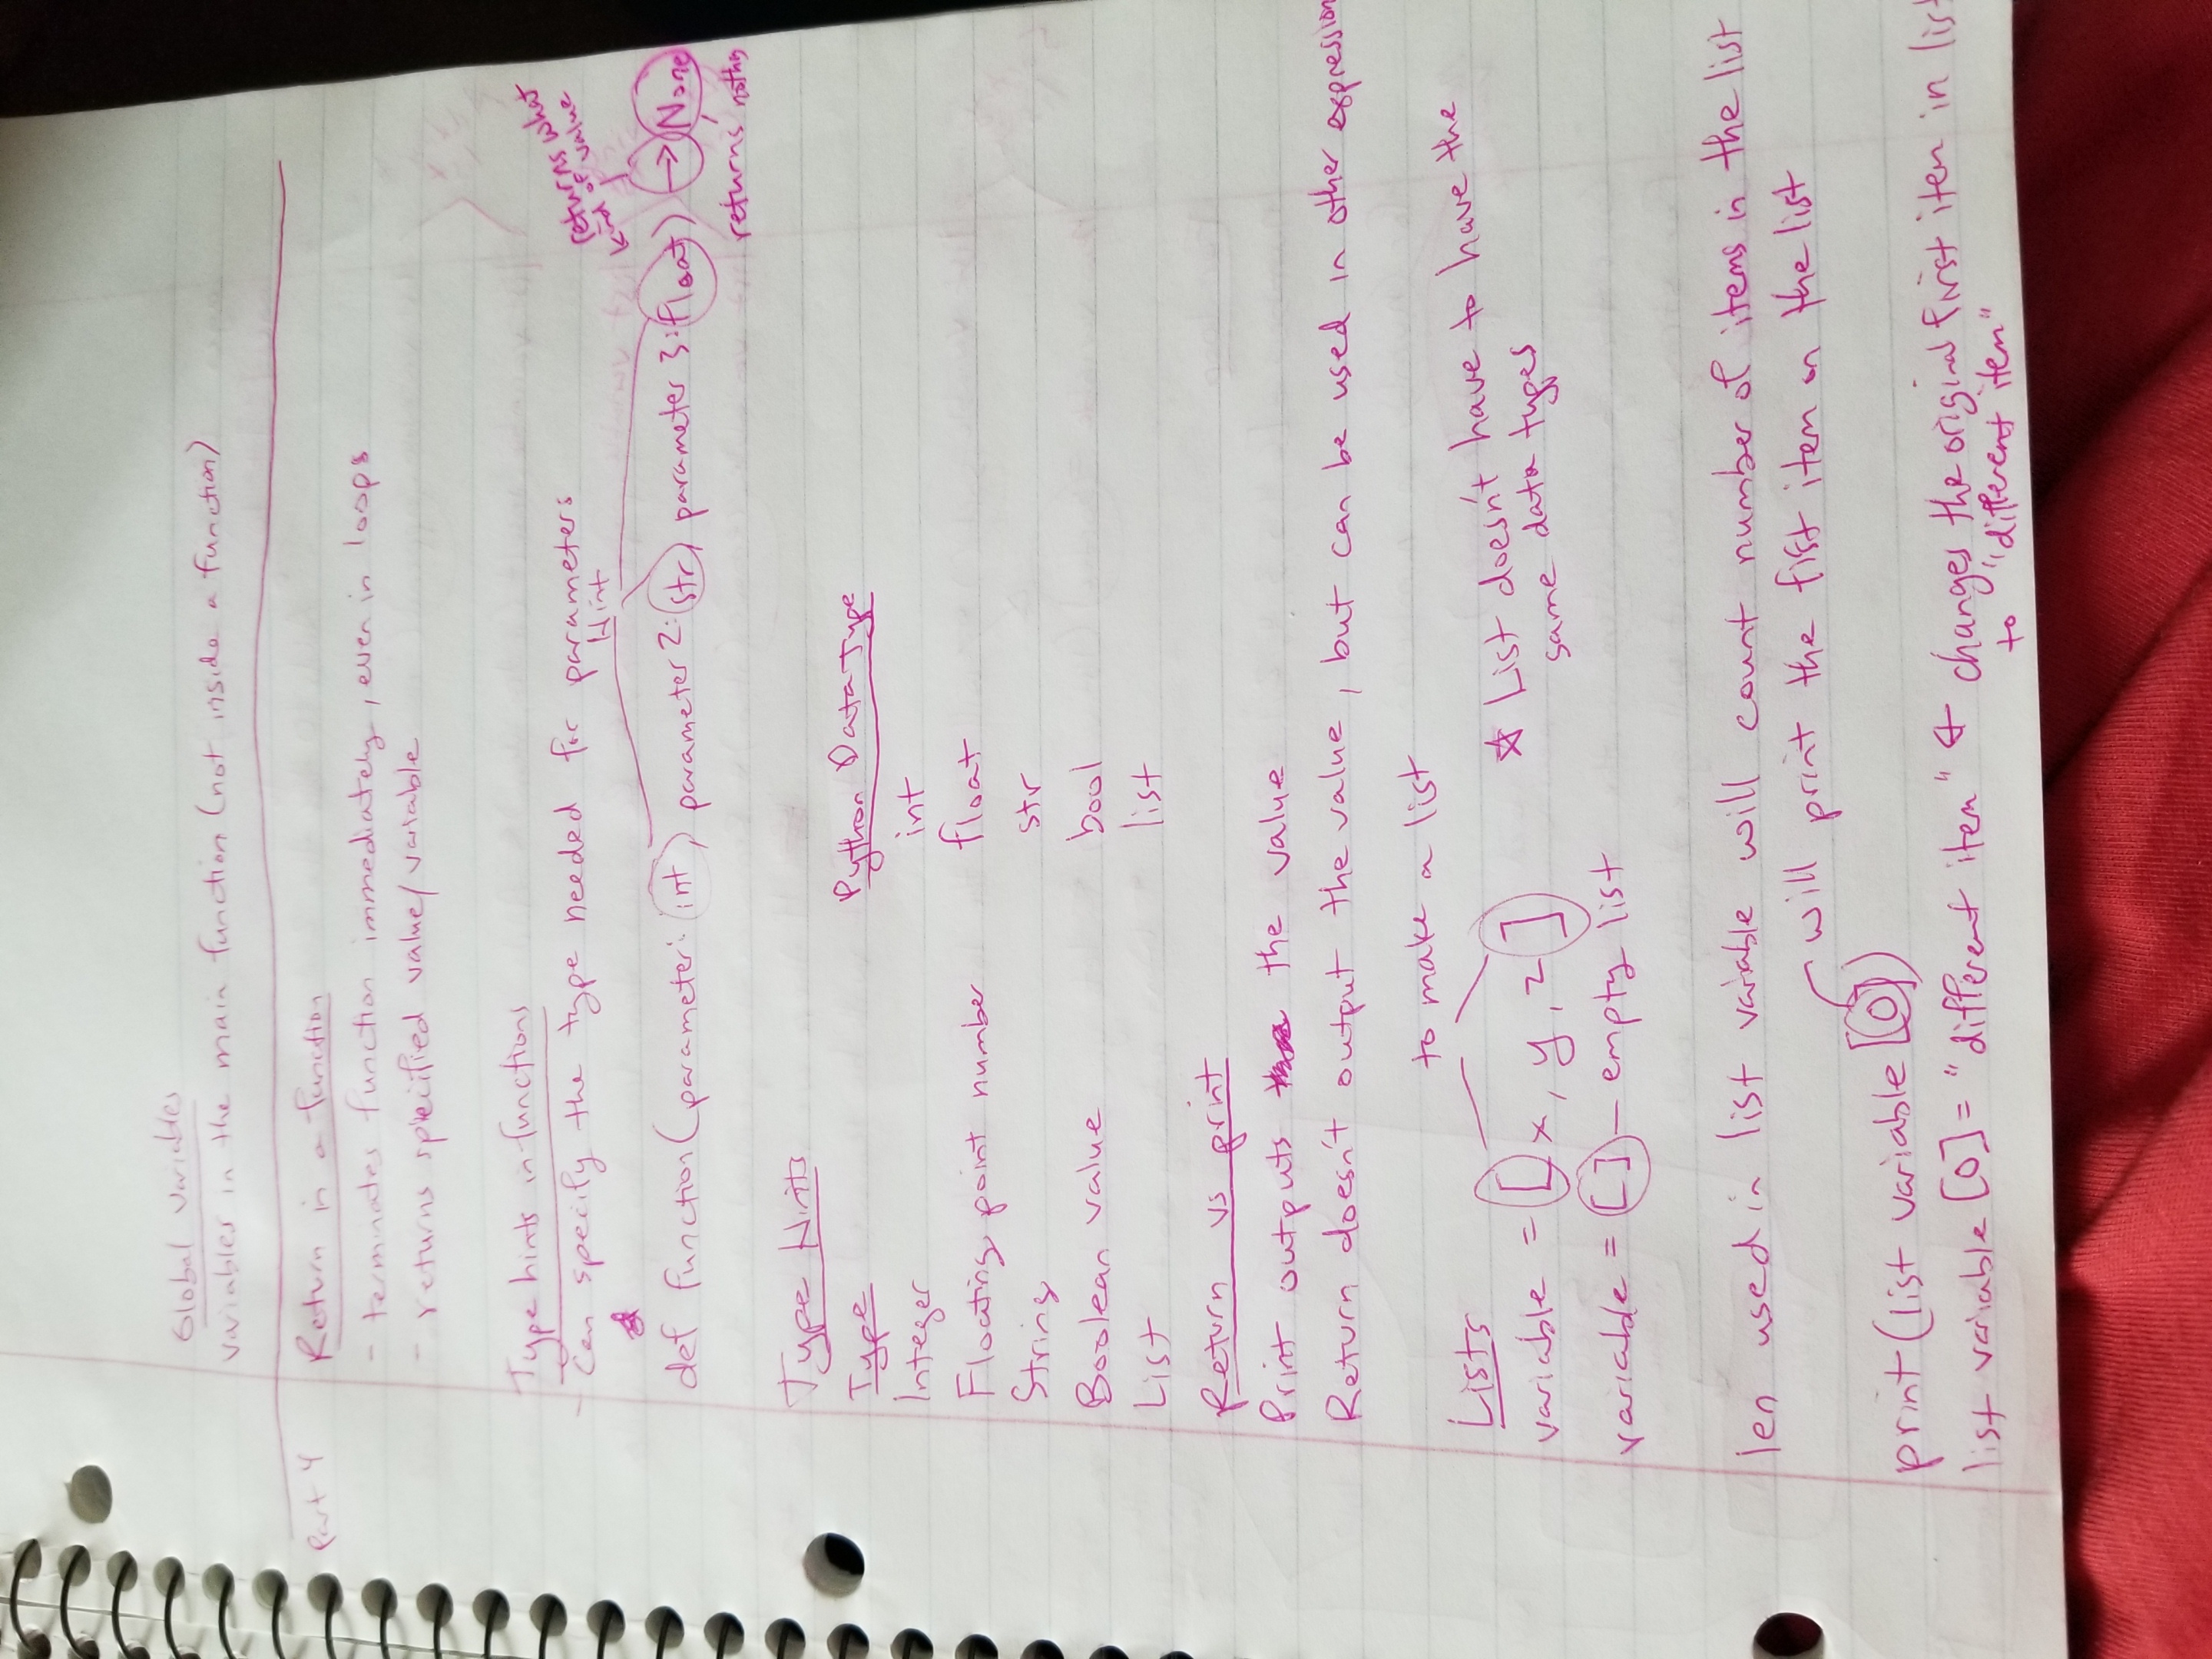 Global Variables
variables in the main function (not inside a function)
Part 4
Return in a function
- terminates function immediately, even in loops
- returns specified value/variable
Type hints in functions
- Can specify the type needed for parameters
Hint
returns what
kind of value
def function(parameter: int, parameter 2: str, parameter 3: float) → None
returns nothing
Type Hints
Type Python Data Type
Integer int
Floating point number float
String str
Boolean value bool
List list
Return vs print
Print outputs the value
Return doesn't output the value, but can be used in other expression
to make a list
Lists
variable = [x, y, z]
☆ List doesn't have to have the
same data types
variable = [] — empty list
len used in list variable will count number of items in the list
will print the first item on the list
print(list variable [0])
list variable [0] = "different item" ← changes the original first item in list
to "different item"